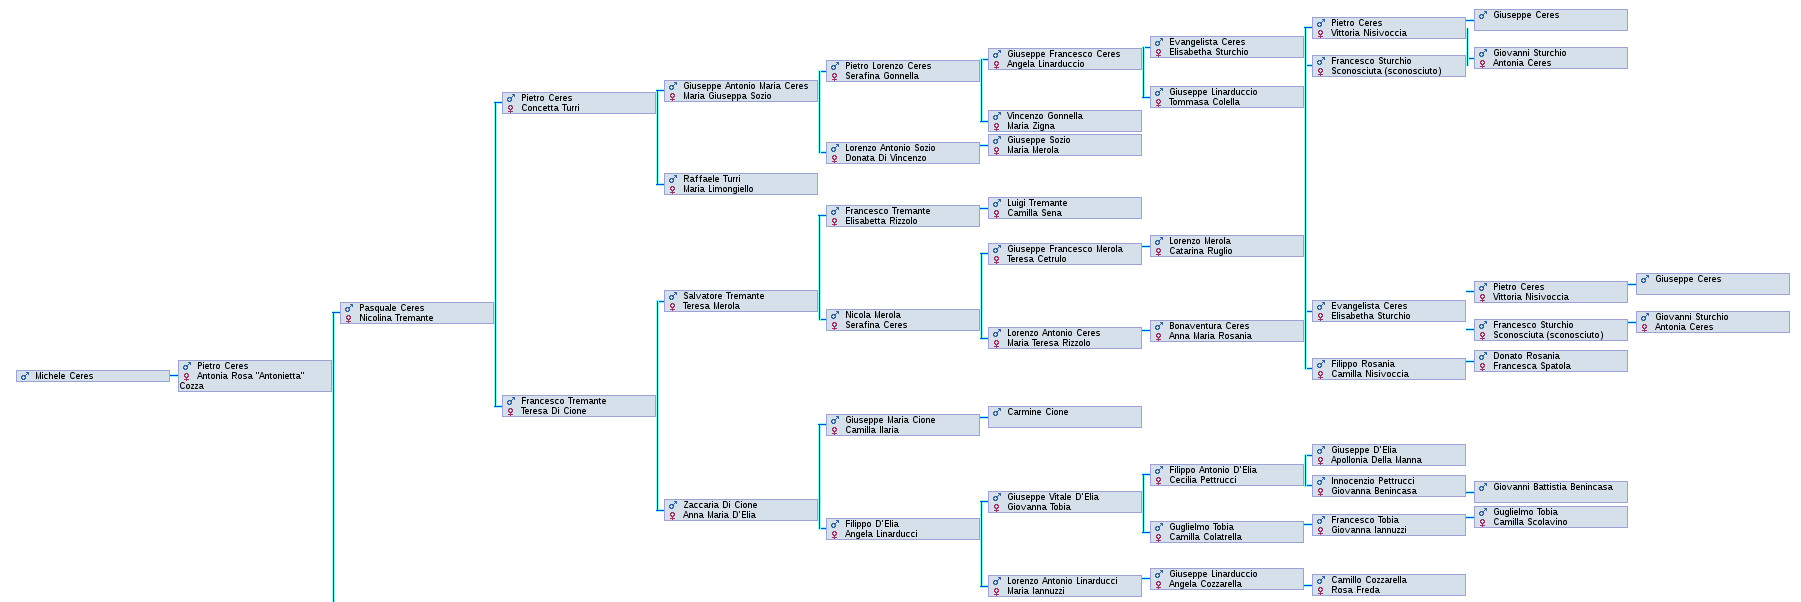 Michele Ceres
Pietro Ceres
Antonia Rosa "Antonietta"
Cozza
Pasquale Ceres
Nicolina Tremante
Pietro Ceres
Concetta Turri
Francesco Tremante
Teresa Di Cione
Giuseppe Antonio Maria Ceres
Maria Giuseppa Sozio
Raffaele Turri
Maria Limongiello
Salvatore Tremante
Teresa Merola
Zaccaria Di Cione
Anna Maria D'Elia
Pietro Lorenzo Ceres
Serafina Gonnella
Lorenzo Antonio Sozio
Donata Di Vincenzo
Francesco Tremante
Elisabetta Rizzolo
Nicola Merola
Serafina Ceres
Giuseppe Maria Cione
Camilla Ilaria
Filippo D'Elia
Angela Linarducci
Giuseppe Francesco Ceres
Angela Linarduccio
Vincenzo Gonnella
Maria Zigna
Giuseppe Sozio
Maria Merola
Luigi Tremante
Camilla Sena
Giuseppe Francesco Merola
Teresa Cetrulo
Lorenzo Antonio Ceres
Maria Teresa Rizzolo
Carmine Cione
Giuseppe Vitale D'Elia
Giovanna Tobia
Lorenzo Antonio Linarducci
Maria Iannuzzi
Evangelista Ceres
Elisabetha Sturchio
Giuseppe Linarduccio
Tommasa Colella
Lorenzo Merola
Catarina Ruglio
Bonaventura Ceres
Anna Maria Rosania
Filippo Antonio D'Elia
Cecilia Pettrucci
Guglielmo Tobia
Camilla Colatrella
Giuseppe Linarduccio
Angela Cozzarella
Pietro Ceres
Vittoria Nisivoccia
Francesco Sturchio
Sconosciuta (sconosciuto)
Evangelista Ceres
Elisabetha Sturchio
Filippo Rosania
Camilla Nisivoccia
Giuseppe D'Elia
Apollonia Della Manna
Innocenzio Pettrucci
Giovanna Benincasa
Francesco Tobia
Giovanna Iannuzzi
Camillo Cozzarella
Rosa Freda
Giuseppe Ceres
Giovanni Sturchio
Antonia Ceres
Pietro Ceres
Vittoria Nisivoccia
Francesco Sturchio
Sconosciuta (sconosciuto)
Donato Rosania
Francesca Spatola
Giovanni Battistia Benincasa
Guglielmo Tobia
Camilla Scolavino
Giuseppe Ceres
Giovanni Sturchio
Antonia Ceres